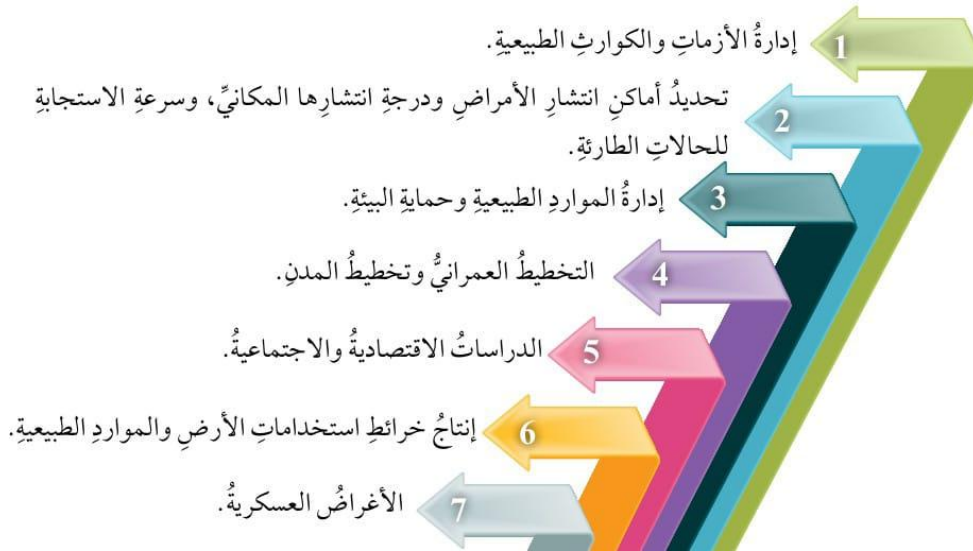 1 إدارةُ الأزماتِ والكوارثِ الطبيعيةِ.
2 تحديدُ أماكنِ انتشارِ الأمراضِ ودرجةِ انتشارِها المكانيِّ، وسرعةِ الاستجابةِ
للحالاتِ الطارئةِ.
3 إدارةُ المواردِ الطبيعيةِ وحمايةِ البيئةِ.
4 التخطيطُ العمرانيُّ وتخطيطُ المدنِ.
5 الدراساتُ الاقتصاديةُ والاجتماعيةُ.
6 إنتاجُ خرائطِ استخداماتِ الأرضِ والمواردِ الطبيعيةِ.
7 الأغراضُ العسكريةُ.